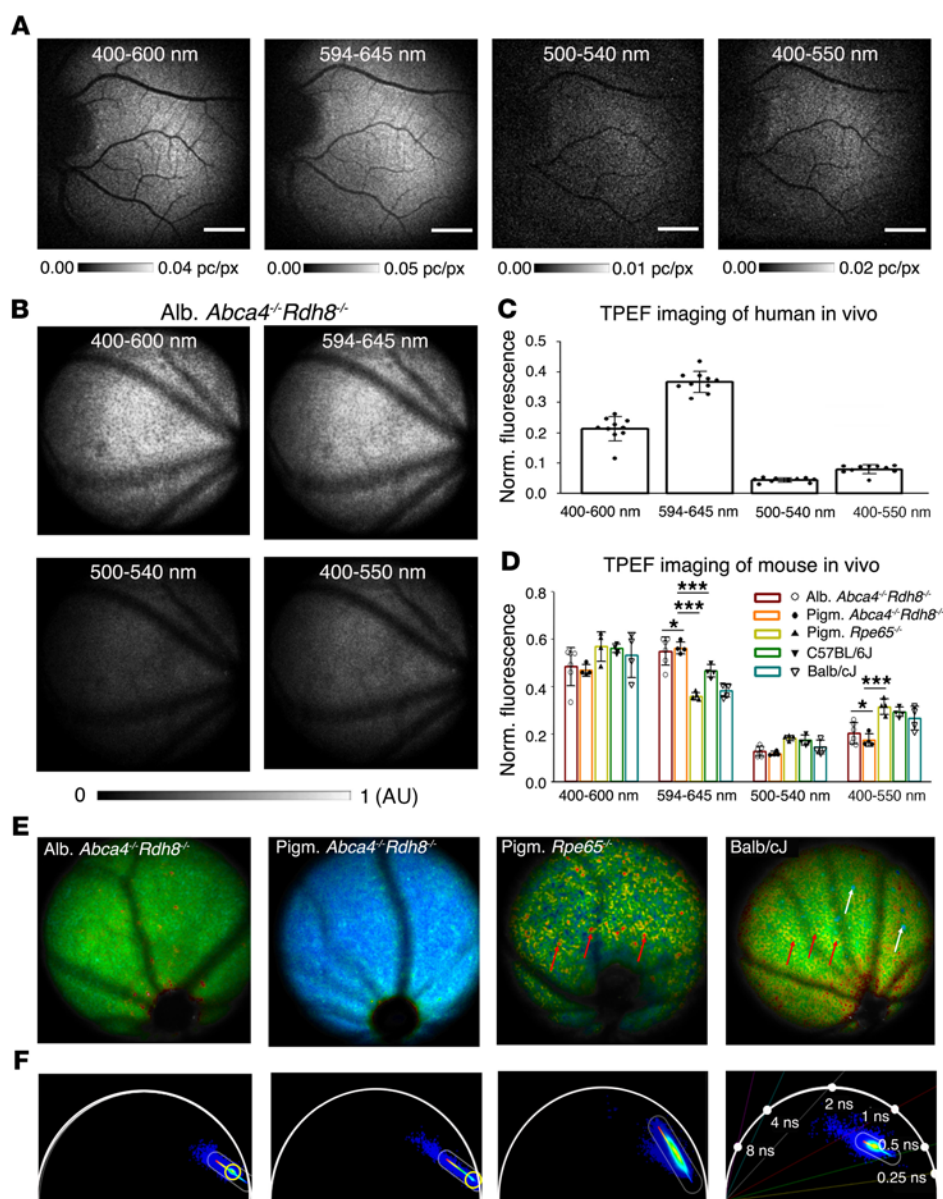 A
400-600 nm
594-645 nm
500-540 nm
400-550 nm
0.00
0.04 pc/px
0.00
0.05 pc/px
0.00
0.01 pc/px
0.00
0.02 pc/px
B
Alb. Abca4-/-Rdh8-/-
400-600 nm
594-645 nm
500-540 nm
400-550 nm
0
1 (AU)
C
TPEF imaging of human in vivo
Norm. fluorescence
0.5
0.4
0.3
0.2
0.1
0.0
400-600 nm
594-645 nm
500-540 nm
400-550 nm
D
TPEF imaging of mouse in vivo
Norm. fluorescence
0.8
0.6
0.4
0.2
0.0
***
***
*
***
*
Alb. Abca4-/-Rdh8-/-
Pigm. Abca4-/-Rdh8-/-
Pigm. Rpe65-/-
C57BL/6J
Balb/cJ
400-600 nm
594-645 nm
500-540 nm
400-550 nm
E
Alb. Abca4-/-Rdh8-/-
Pigm. Abca4-/-Rdh8-/-
Pigm. Rpe65-/-
Balb/cJ
F
8 ns
4 ns
2 ns
1 ns
0.5 ns
0.25 ns